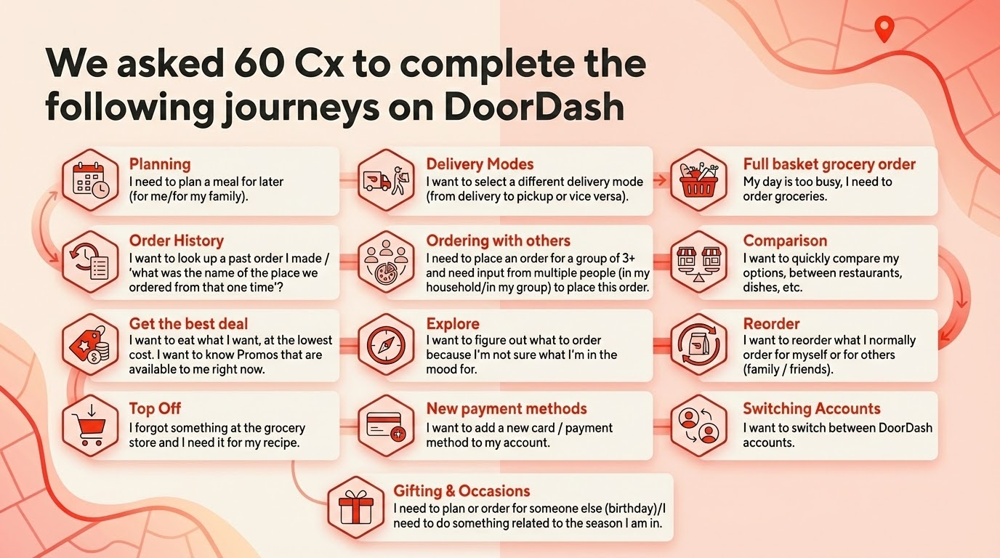 We asked 60 Cx to complete the
following journeys on DoorDash
Planning
I need to plan a meal for later
(for me/for my family).
Delivery Modes
I want to select a different delivery mode
(from delivery to pickup or vice versa).
Full basket grocery order
My day is too busy, I need to
order groceries.
Order History
I want to look up a past order I made /
'what was the name of the place we
ordered from that one time'?
Ordering with others
I need to place an order for a group of 3+
and need input from multiple people (in my
household/in my group) to place this order.
Comparison
I want to quickly compare my
options, between restaurants,
dishes, etc.
Get the best deal
I want to eat what I want, at the lowest
cost. I want to know Promos that are
available to me right now.
Explore
I want to figure out what to order
because I'm not sure what I'm in the
mood for.
Reorder
I want to reorder what I normally
order for myself or for others
(family / friends).
Top Off
I forgot something at the grocery
store and I need it for my recipe.
New payment methods
I want to add a new card / payment
method to my account.
Switching Accounts
I want to switch between DoorDash
accounts.
Gifting & Occasions
I need to plan or order for someone else (birthday)/I
need to do something related to the season I am in.